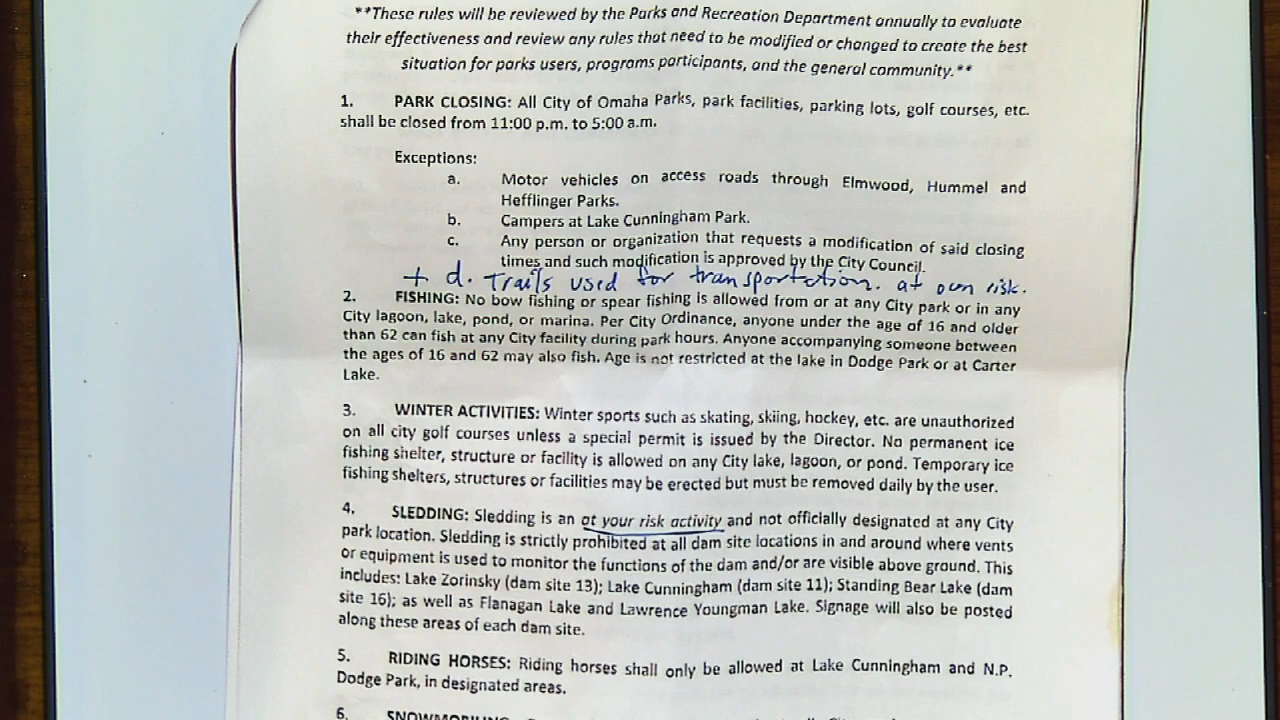 **These rules will be reviewed by the Parks and Recreation Department annually to evaluate
their effectiveness and review any rules that need to be modified or changed to create the best
situation for parks users, programs participants, and the general community.**
1. PARK CLOSING: All City of Omaha Parks, park facilities, parking lots, golf courses, etc.
shall be closed from 11:00 p.m. to 5:00 a.m.
Exceptions:
a. Motor vehicles on access roads through Elmwood, Hummel and
Hefflinger Parks.
b. Campers at Lake Cunningham Park.
c. Any person or organization that requests a modification of said closing
times and such modification is approved by the City Council.
+ d. Trails used for transportation. at own risk.
2. FISHING: No bow fishing or spear fishing is allowed from or at any City park or in any
City lagoon, lake, pond, or marina. Per City Ordinance, anyone under the age of 16 and older
than 62 can fish at any City facility during park hours. Anyone accompanying someone between
the ages of 16 and 62 may also fish. Age is not restricted at the lake in Dodge Park or at Carter
Lake.
3. WINTER ACTIVITIES: Winter sports such as skating, skiing, hockey, etc. are unauthorized
on all city golf courses unless a special permit is issued by the Director. No permanent ice
fishing shelter, structure or facility is allowed on any City lake, lagoon, or pond. Temporary ice
fishing shelters, structures or facilities may be erected but must be removed daily by the user.
4. SLEDDING: Sledding is an at your risk activity and not officially designated at any City
park location. Sledding is strictly prohibited at all dam site locations in and around where vents
or equipment is used to monitor the functions of the dam and/or are visible above ground. This
includes: Lake Zorinsky (dam site 13); Lake Cunningham (dam site 11); Standing Bear Lake (dam
site 16); as well as Flanagan Lake and Lawrence Youngman Lake. Signage will also be posted
along these areas of each dam site.
5. RIDING HORSES: Riding horses shall only be allowed at Lake Cunningham and N.P.
Dodge Park, in designated areas.
6. SNOWMOBILING: